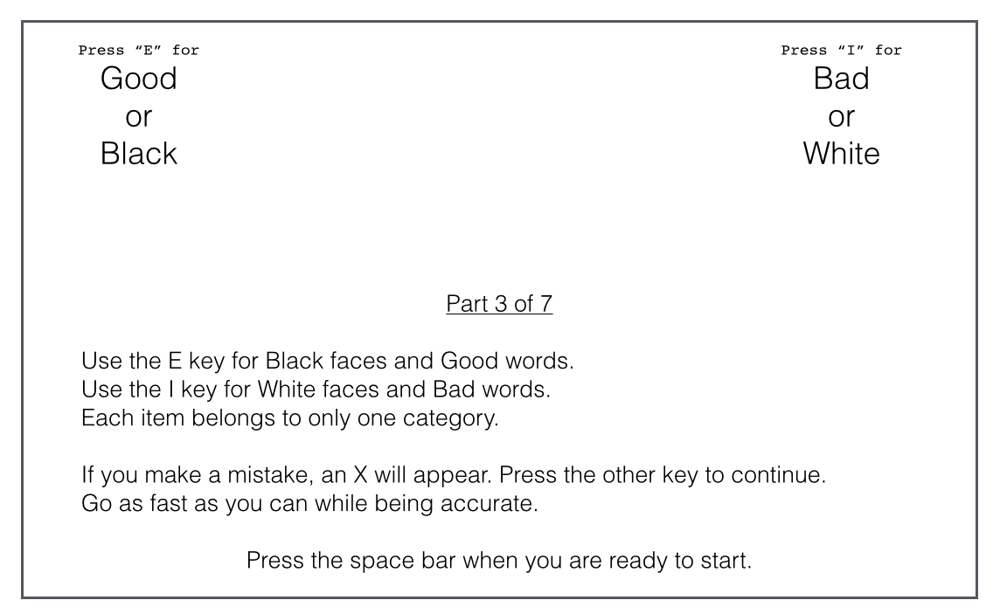 Press “E” for
Good
or
Black
Press “I” for
Bad
or
White
Part 3 of 7
Use the E key for Black faces and Good words.
Use the I key for White faces and Bad words.
Each item belongs to only one category.
If you make a mistake, an X will appear. Press the other key to continue.
Go as fast as you can while being accurate.
Press the space bar when you are ready to start.